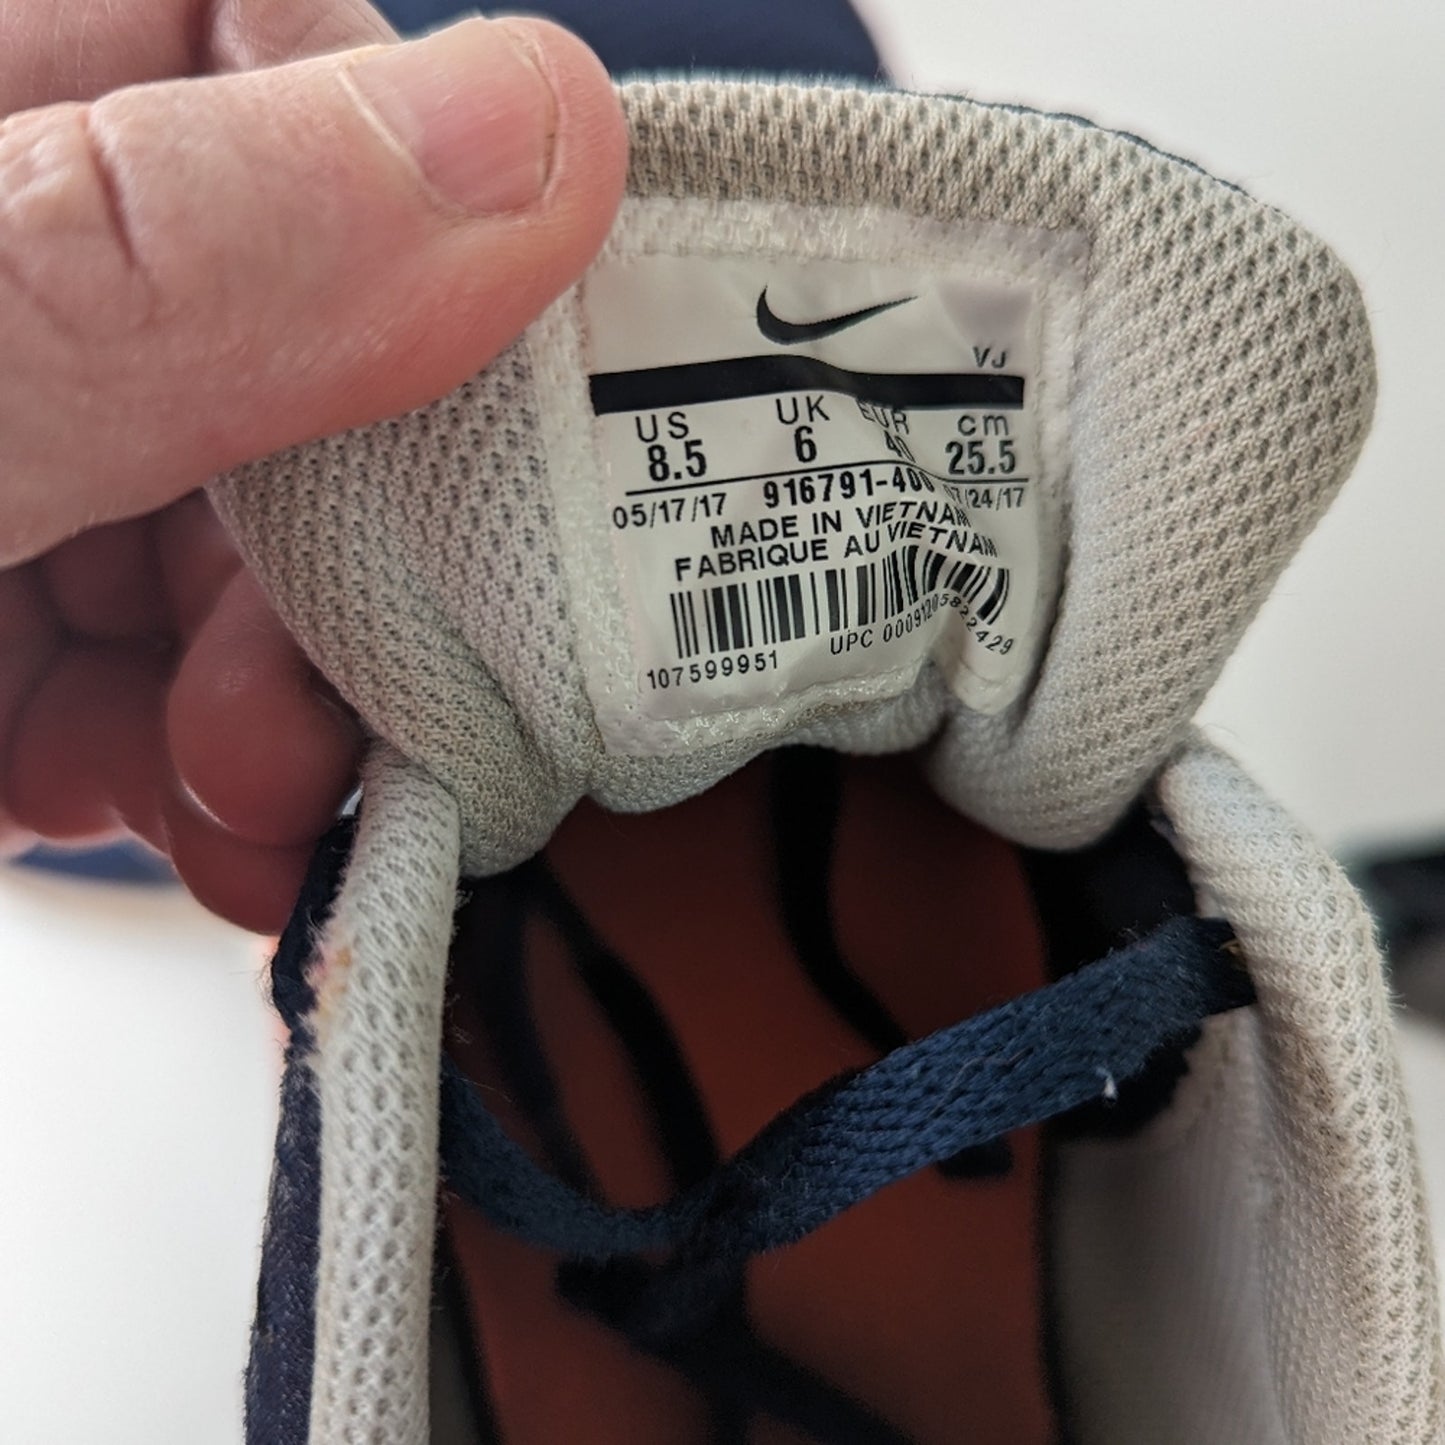 VJ
US UK EUR cm
8.5 6 40 25.5
05/17/17 916791-400 07/24/17
MADE IN VIETNAM
FABRIQUE AU VIETNAM
107599951 UPC 00091205822429